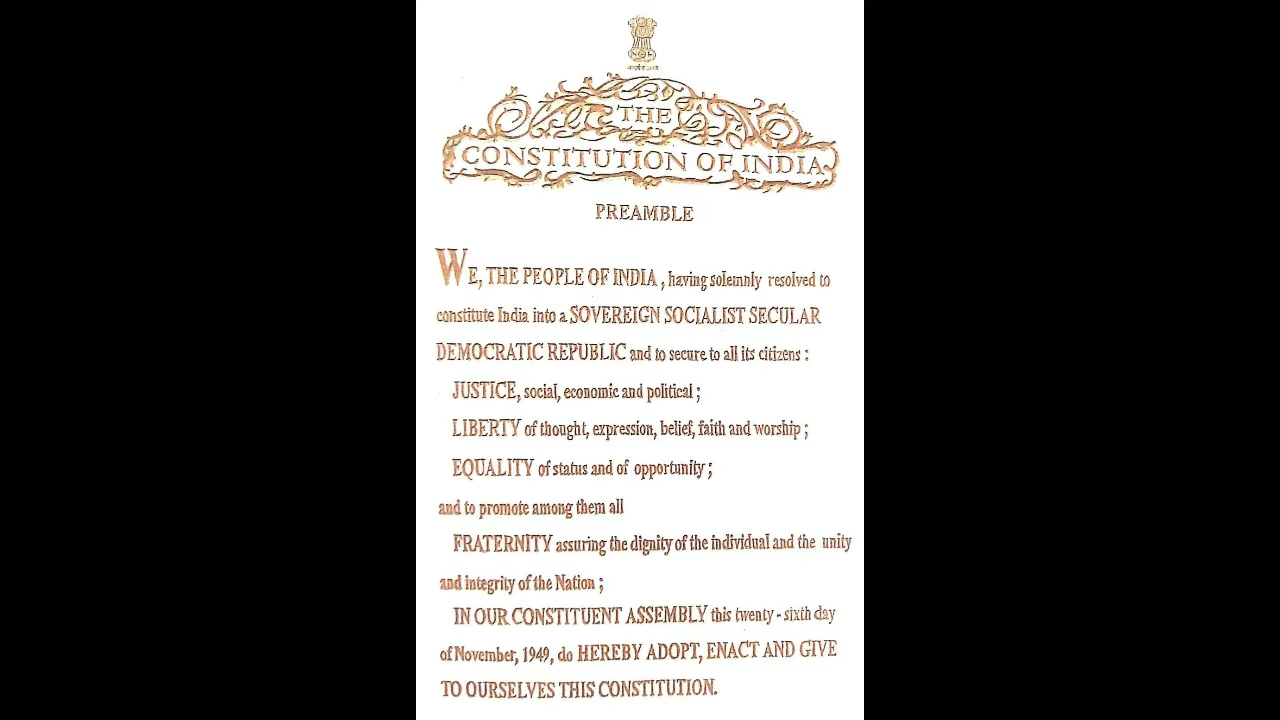 THE
CONSTITUTION OF INDIA
PREAMBLE
WE, THE PEOPLE OF INDIA , having solemnly resolved to
constitute India into a SOVEREIGN SOCIALIST SECULAR
DEMOCRATIC REPUBLIC and to secure to all its citizens :
JUSTICE, social, economic and political ;
LIBERTY of thought, expression, belief, faith and worship ;
EQUALITY of status and of opportunity ;
and to promote among them all
FRATERNITY assuring the dignity of the individual and the unity
and integrity of the Nation ;
IN OUR CONSTITUENT ASSEMBLY this twenty - sixth day
of November, 1949, do HEREBY ADOPT, ENACT AND GIVE
TO OURSELVES THIS CONSTITUTION.